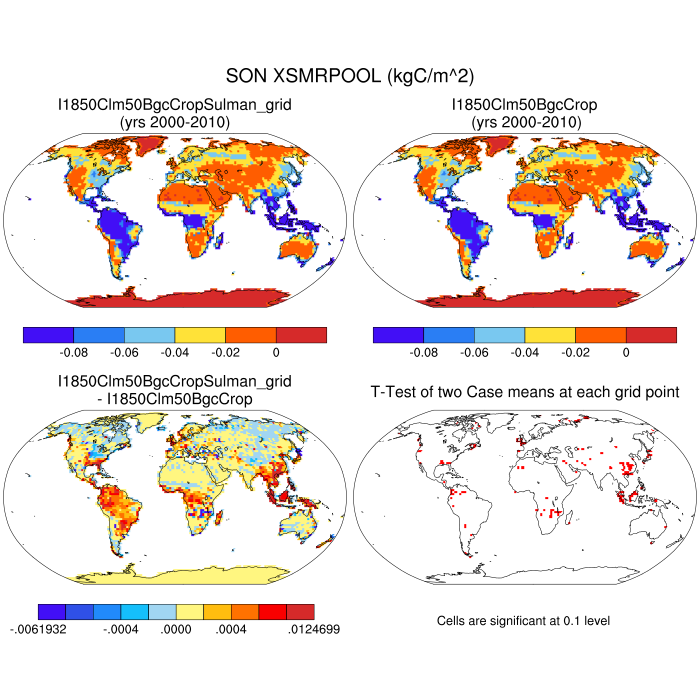 SON XSMRPOOL (kgC/m^2)
I1850Clm50BgcCropSulman_grid
(yrs 2000-2010)
I1850Clm50BgcCrop
(yrs 2000-2010)
-0.08 -0.06 -0.04 -0.02 0
-0.08 -0.06 -0.04 -0.02 0
I1850Clm50BgcCropSulman_grid
- I1850Clm50BgcCrop
T-Test of two Case means at each grid point
-.0061932 -.0004 .0000 .0004 .0124699
Cells are significant at 0.1 level